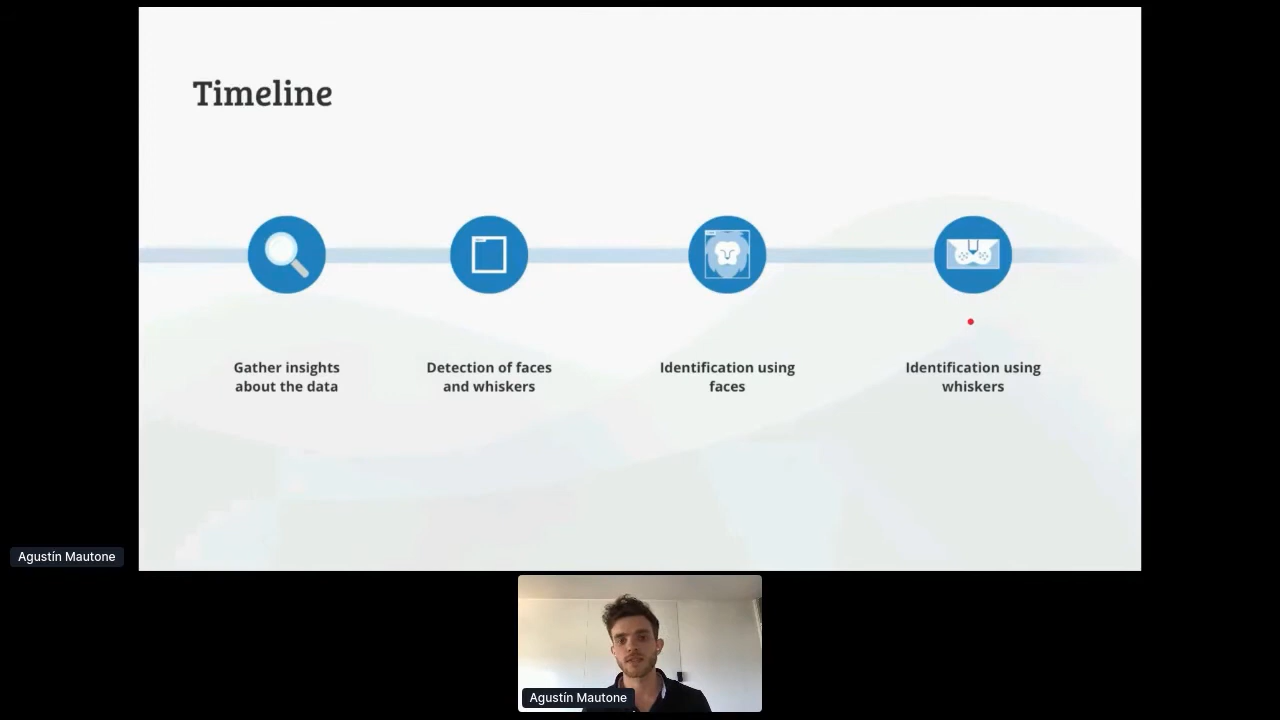 Timeline
Gather insights
about the data
Detection of faces
and whiskers
Identification using
faces
Identification using
whiskers
Agustín Mautone
Agustín Mautone